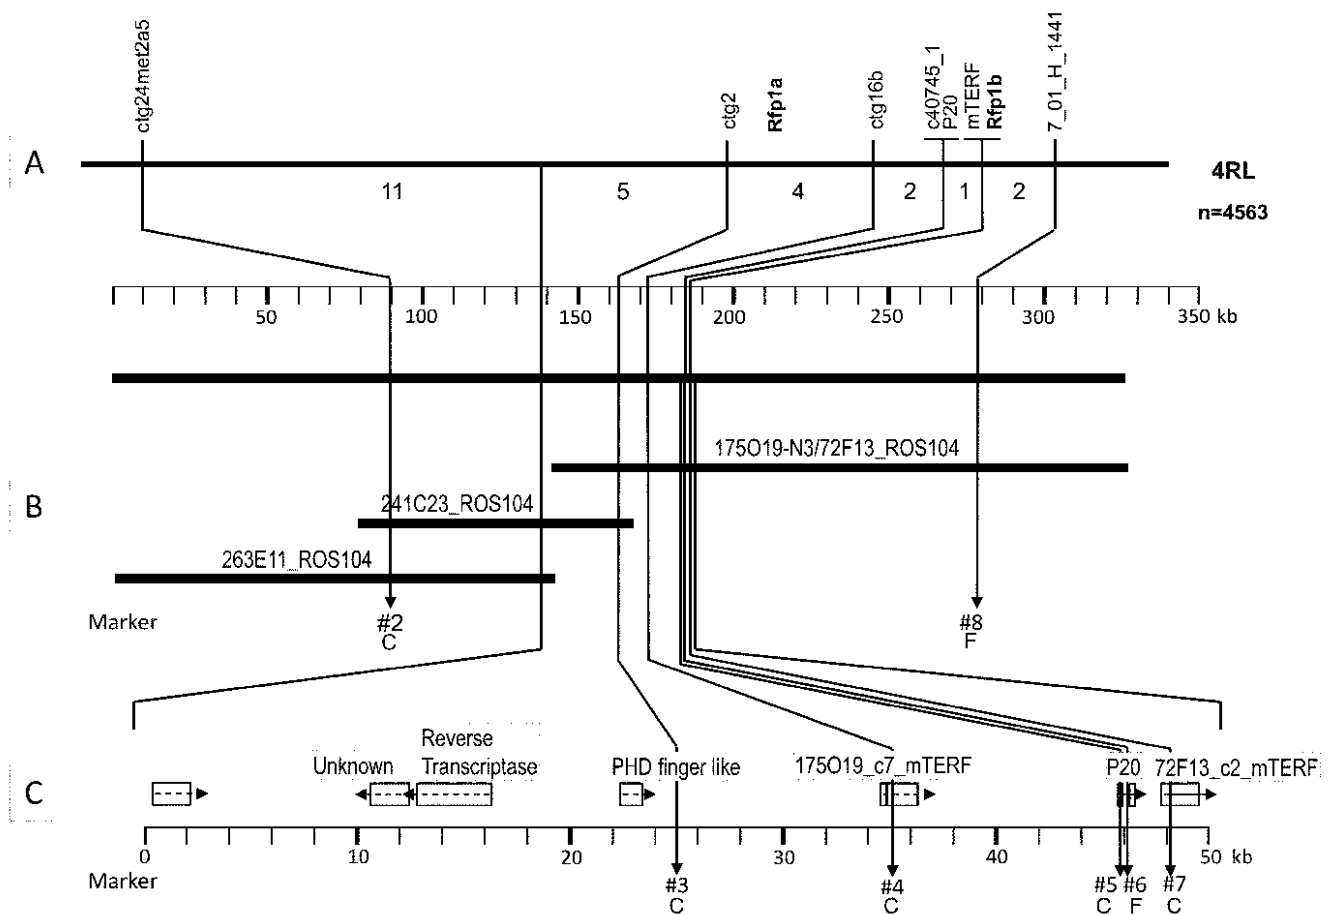 ctg24met2a5
ctg2
Rfp1a
ctg16b
c40745_1
P20
mTERF
Rfp1b
7_01_H_1441
A
11
5
4
2
1
2
4RL
n=4563
50
100
150
200
250
300
350 kb
175O19-N3/72F13_ROS104
B
241C23_ROS104
263E11_ROS104
Marker
#2
C
#8
F
Reverse
Unknown
Transcriptase
PHD finger like
175O19_c7_mTERF
P20
72F13_c2_mTERF
C
0
10
20
30
40
50 kb
Marker
#3
C
#4
C
#5
C
#6
F
#7
C